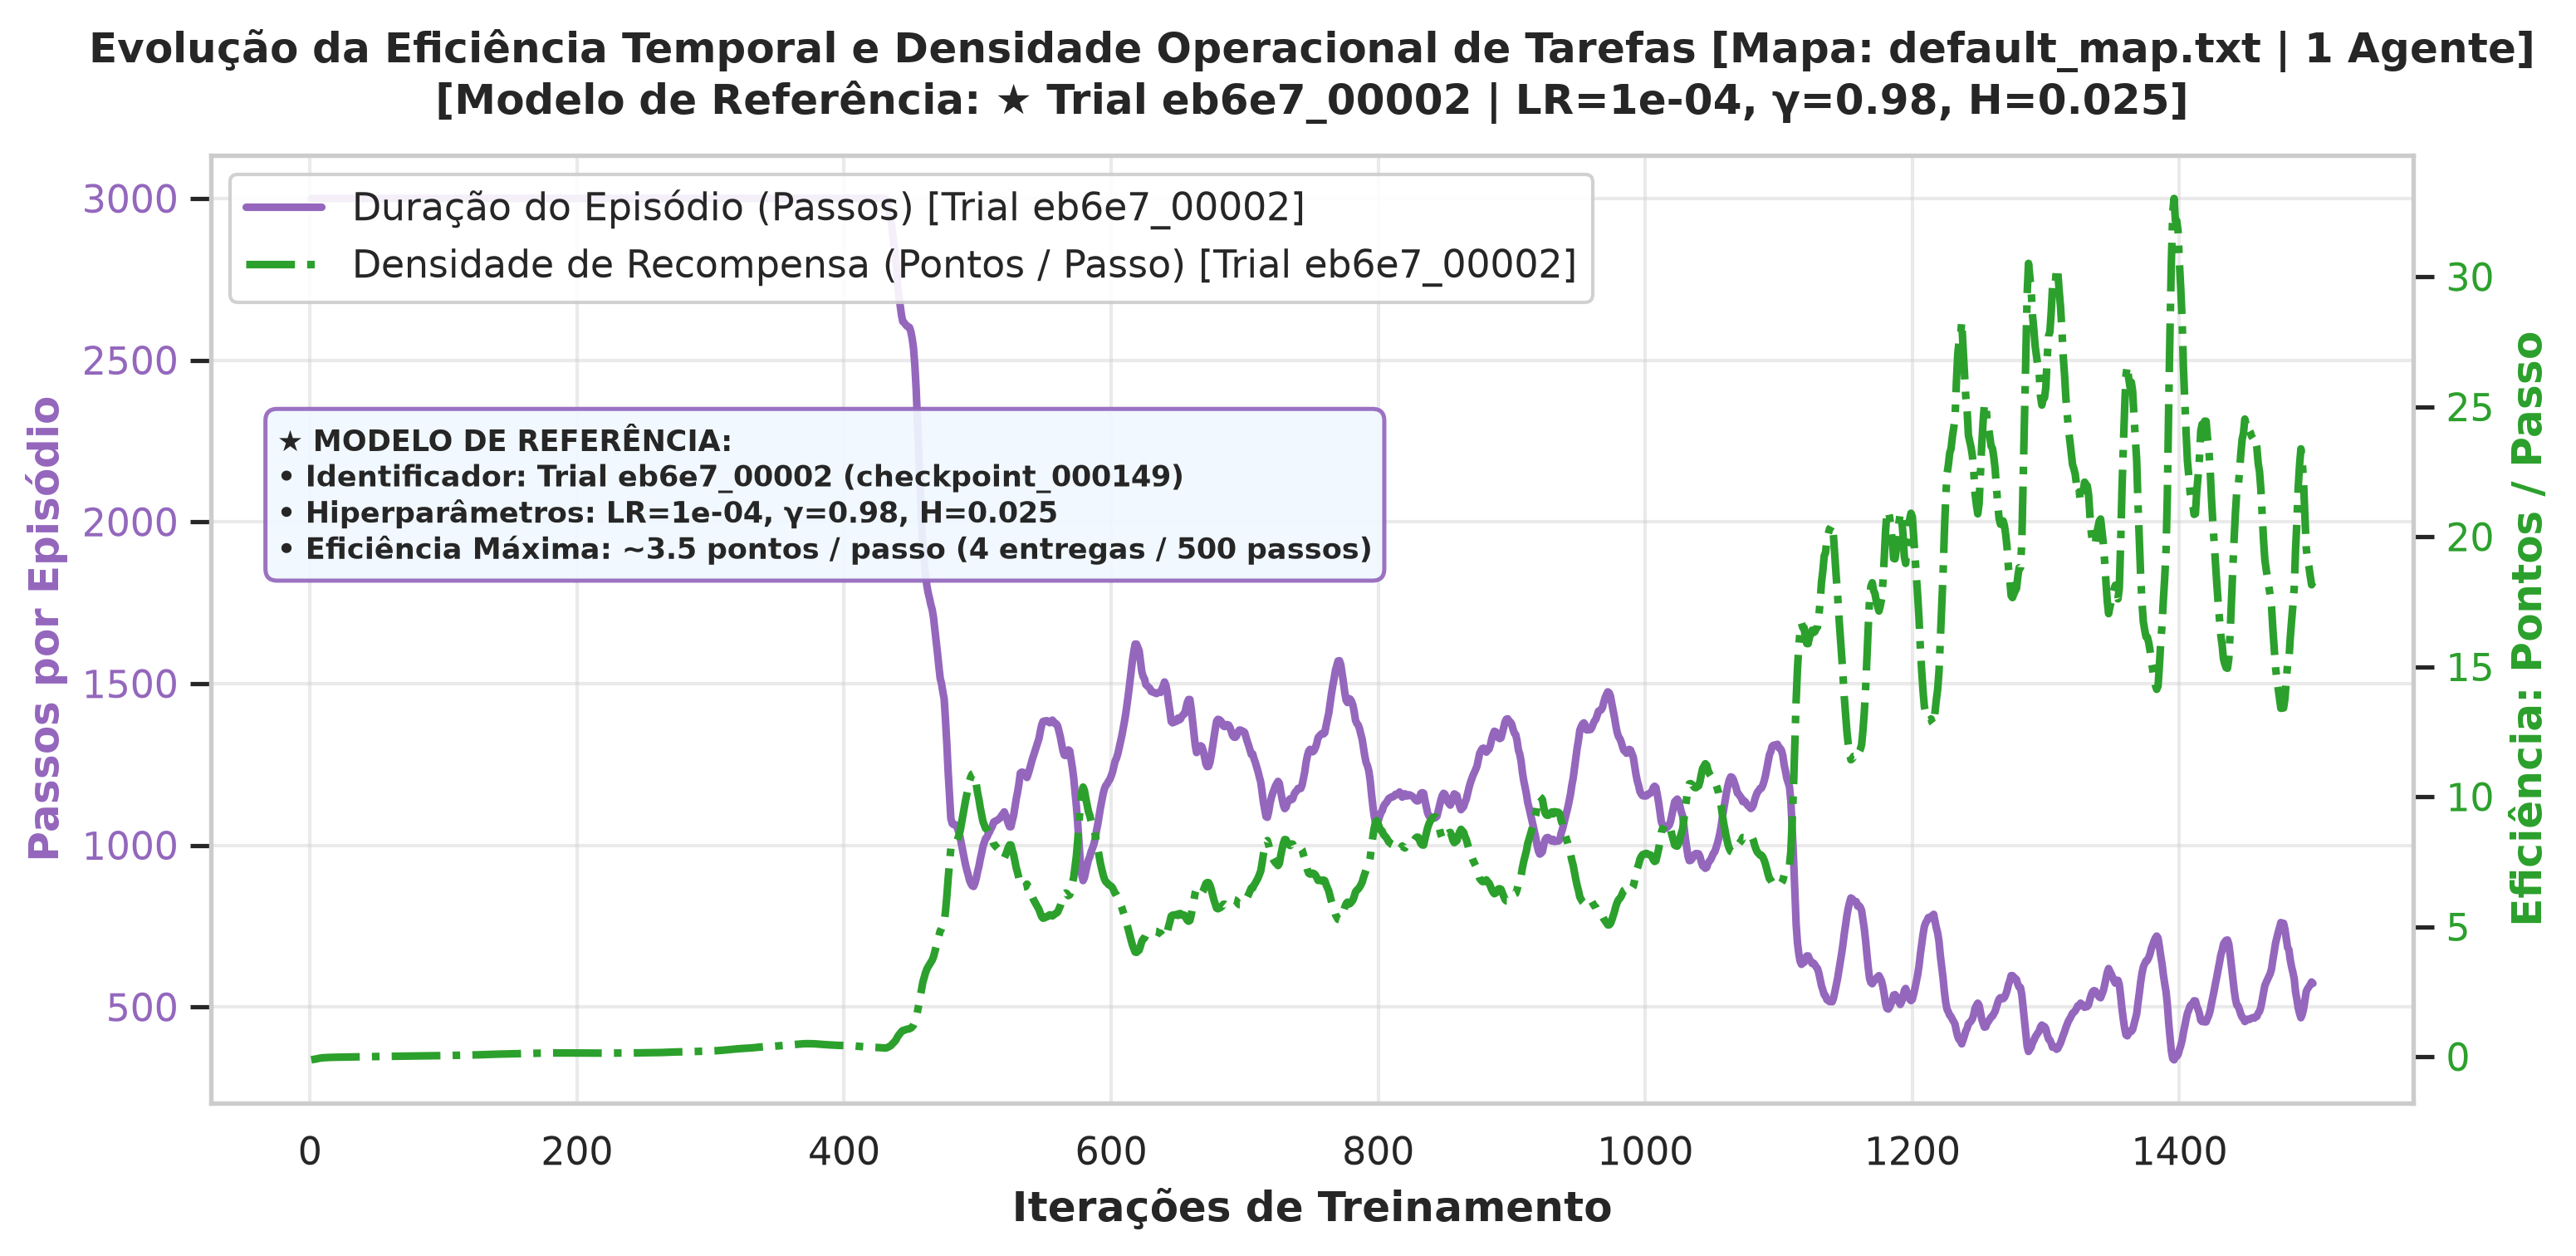 Evolução da Eficiência Temporal e Densidade Operacional de Tarefas [Mapa: default_map.txt | 1 Agente]
[Modelo de Referência: ★ Trial eb6e7_00002 | LR=1e-04, γ=0.98, H=0.025]
Duração do Episódio (Passos) [Trial eb6e7_00002]
Densidade de Recompensa (Pontos / Passo) [Trial eb6e7_00002]
★ MODELO DE REFERÊNCIA:
• Identificador: Trial eb6e7_00002 (checkpoint_000149)
• Hiperparâmetros: LR=1e-04, γ=0.98, H=0.025
• Eficiência Máxima: ~3.5 pontos / passo (4 entregas / 500 passos)
Passos por Episódio
3000
2500
2000
1500
1000
500
30
25
20
15
10
5
0
Eficiência: Pontos / Passo
0 200 400 600 800 1000 1200 1400
Iterações de Treinamento